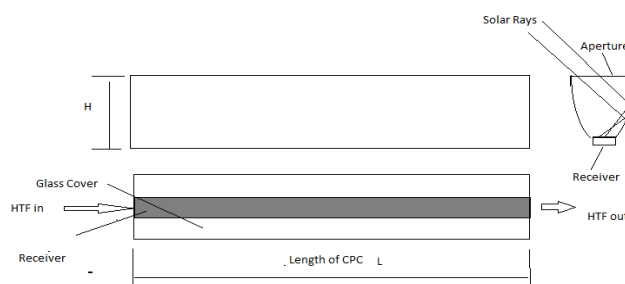 Solar Rays
Aperture
H
Receiver
Glass Cover
HTF in
HTF out
Receiver
Length of CPC L